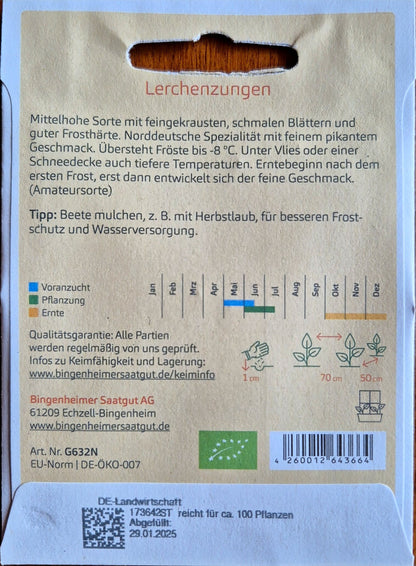 Lerchenzungen
Mittelhohe Sorte mit feingekrausten, schmalen Blättern und
guter Frosthärte. Norddeutsche Spezialität mit feinem pikantem
Geschmack. Übersteht Fröste bis -8 °C. Unter Vlies oder einer
Schneedecke auch tiefere Temperaturen. Erntebeginn nach dem
ersten Frost, erst dann entwickelt sich der feine Geschmack.
(Amateursorte)
Tipp: Beete mulchen, z. B. mit Herbstlaub, für besseren Frost-
schutz und Wasserversorgung.
Jan Feb Mrz Apr Mai Jun Jul Aug Sep Okt Nov Dez
Voranzucht
Pflanzung
Ernte
Qualitätsgarantie: Alle Partien
werden regelmäßig von uns geprüft.
Infos zu Keimfähigkeit und Lagerung:
www.bingenheimersaatgut.de/keiminfo
1 cm 70 cm 50 cm
Bingenheimer Saatgut AG
61209 Echzell-Bingenheim
www.bingenheimersaatgut.de
Art. Nr. G632N
EU-Norm | DE-ÖKO-007
4 260012 643664
DE-Landwirtschaft
173642ST reicht für ca. 100 Pflanzen
Abgefüllt:
29.01.2025